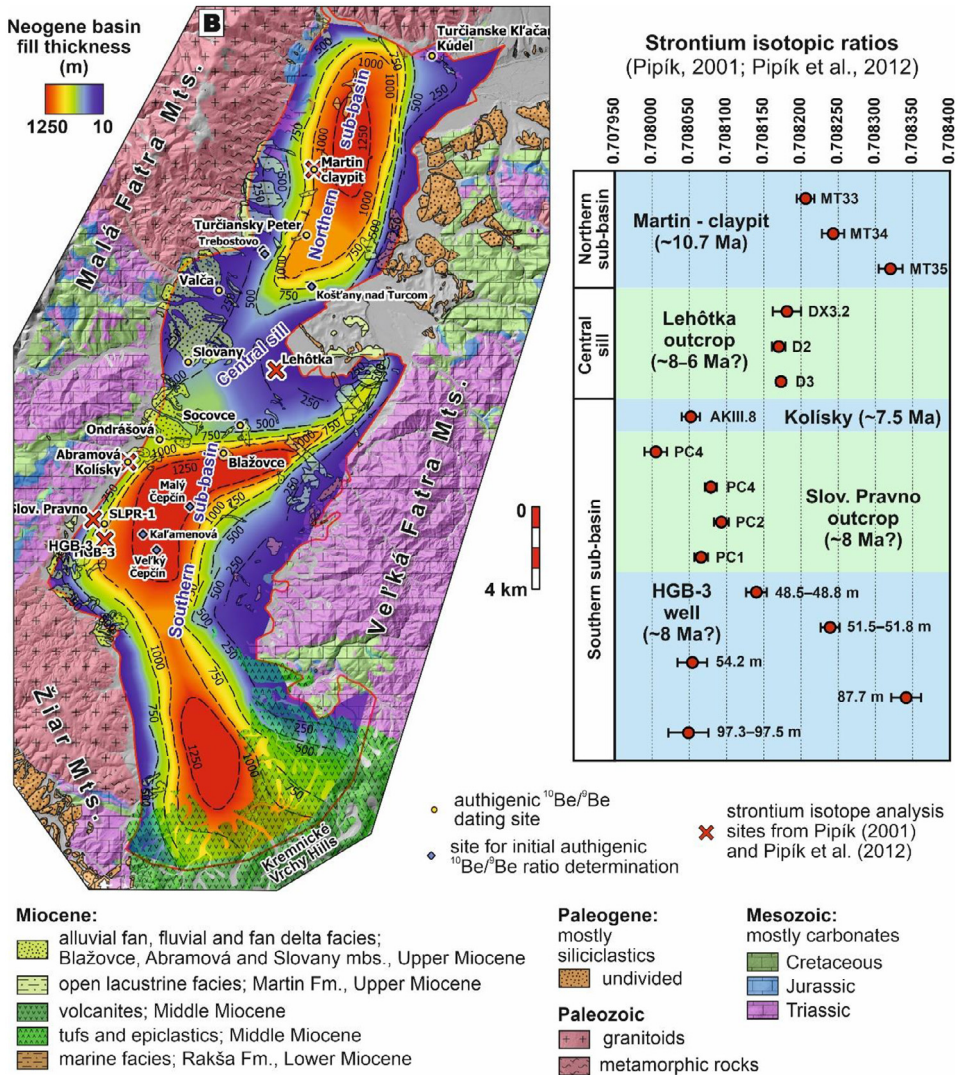 B
Neogene basin
fill thickness
(m)
1250 10
Malá Fatra Mts.
Veľká Fatra Mts.
Žiar Mts.
Kremnické
Vrchy Hills
Northern
sub-basin
Central sill
Southern
sub-basin
Turčianske Kľačany
Kúdel
Martin
claypit
Turčiansky Peter
Trebostovo
Valča
Košťany nad Turcom
Slovany
Lehôtka
Socovce
Ondrášová
Abramová
Kolísky
Blažovce
Malý
Čepčín
Slov. Pravno
SLPR-1
HGB-3
HGB-3
Kaľamenová
Veľký
Čepčín
500
750
1000
1250
250
0
4 km
Strontium isotopic ratios
(Pipík, 2001; Pipík et al., 2012)
0.707950
0.708000
0.708050
0.708100
0.708150
0.708200
0.708250
0.708300
0.708350
0.708400
Northern
sub-basin
Martin - claypit
(~10.7 Ma)
MT33
MT34
MT35
Central
sill
Lehôtka
outcrop
(~8–6 Ma?)
DX3.2
D2
D3
Southern sub-basin
AKIII.8
Kolísky (~7.5 Ma)
PC4
PC4
PC2
PC1
Slov. Pravno
outcrop
(~8 Ma?)
HGB-3
well
(~8 Ma?)
48.5–48.8 m
51.5–51.8 m
54.2 m
87.7 m
97.3–97.5 m
authigenic ¹⁰Be/⁹Be
dating site
site for initial authigenic
¹⁰Be/⁹Be ratio determination
strontium isotope analysis
sites from Pipík (2001)
and Pipík et al. (2012)
Miocene:
alluvial fan, fluvial and fan delta facies;
Blažovce, Abramová and Slovany mbs., Upper Miocene
open lacustrine facies; Martin Fm., Upper Miocene
volcanites; Middle Miocene
tufs and epiclastics; Middle Miocene
marine facies; Rakša Fm., Lower Miocene
Paleogene:
mostly
siliciclastics
undivided
Paleozoic
granitoids
metamorphic rocks
Mesozoic:
mostly carbonates
Cretaceous
Jurassic
Triassic